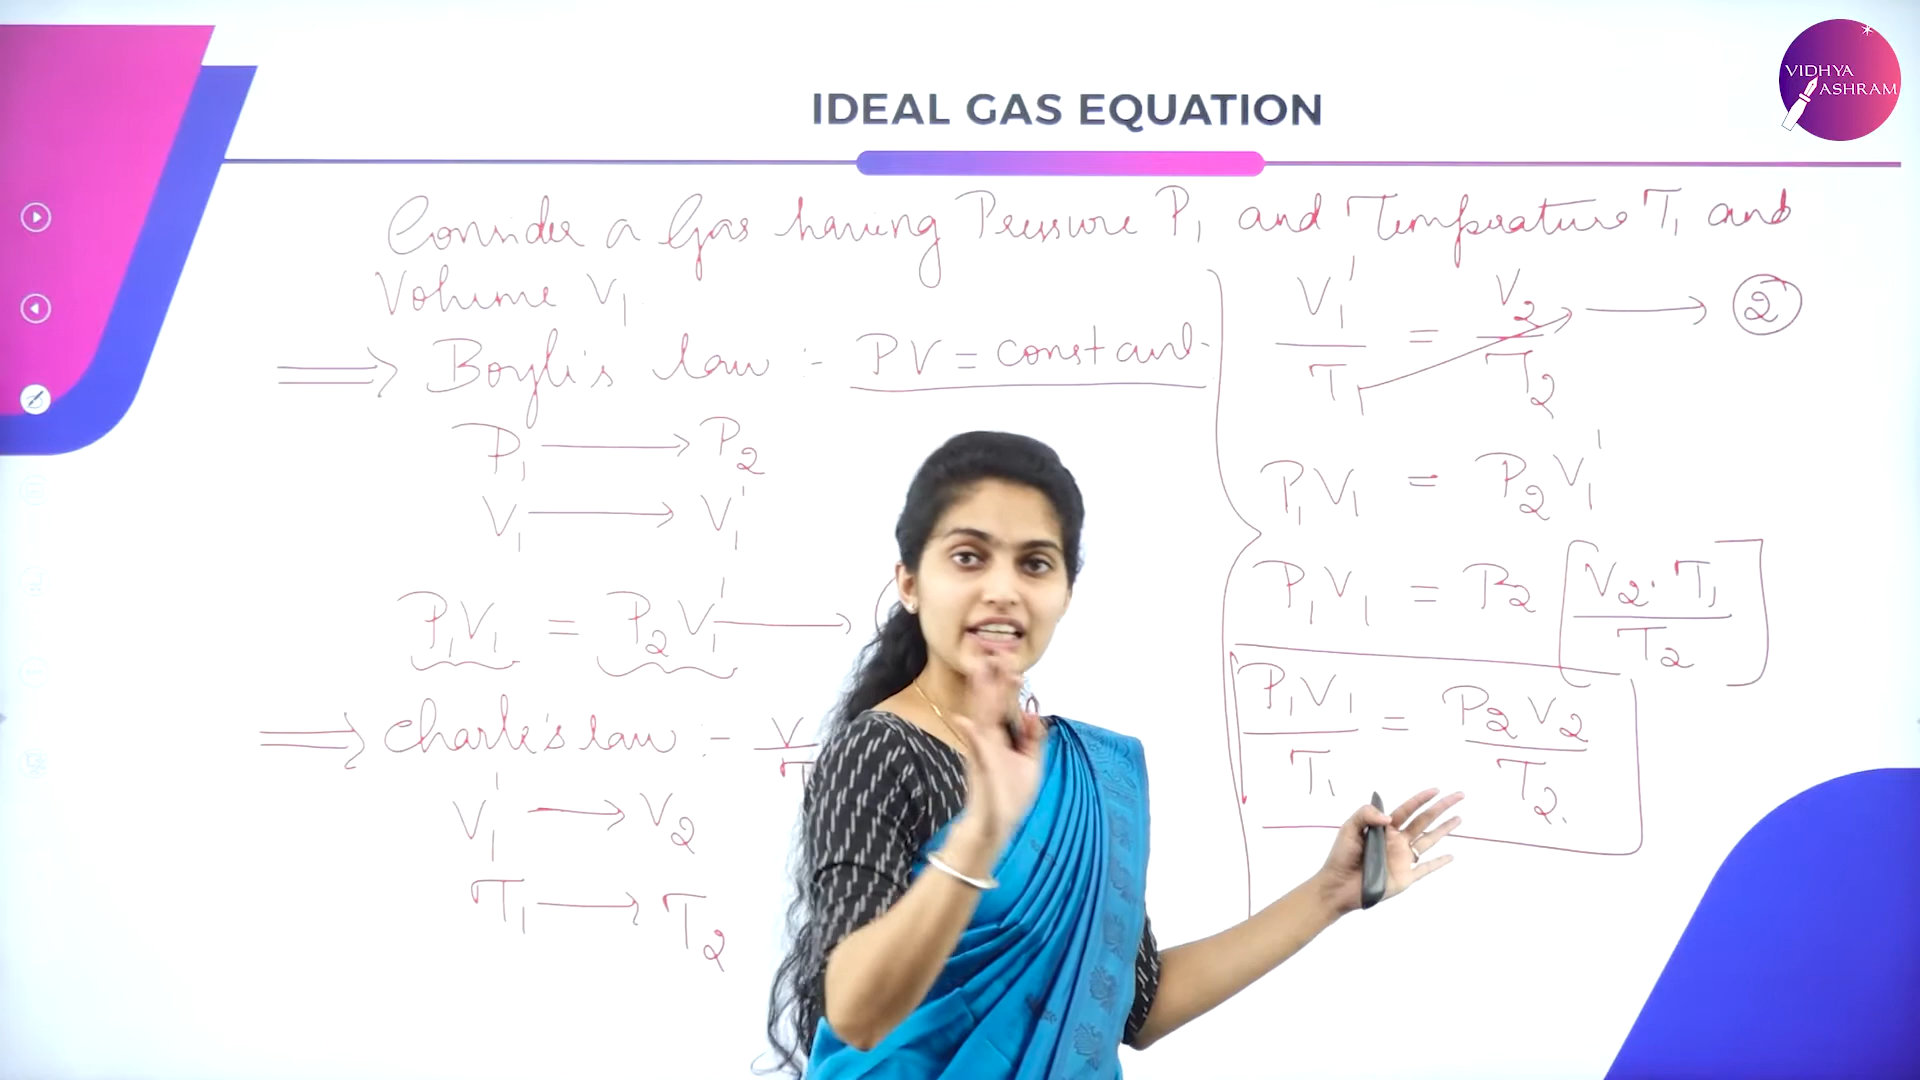 VIDHYA
ASHRAM
IDEAL GAS EQUATION
Consider a Gas having Pressure P₁ and Temperature T₁ and
Volume V₁
⟹ Boyle's law :- PV = constant
P₁ ⟶ P₂
V₁ ⟶ V₁'
P₁V₁ = P₂V₁' ⟶
⟹ Charle's law :- V/T
V₁' ⟶ V₂
T₁ ⟶ T₂
V₁'/T₁ = V₂/T₂ ⟶ ②
P₁V₁ = P₂V₁'
P₁V₁ = P₂ [V₂.T₁/T₂]
P₁V₁/T₁ = P₂V₂/T₂.